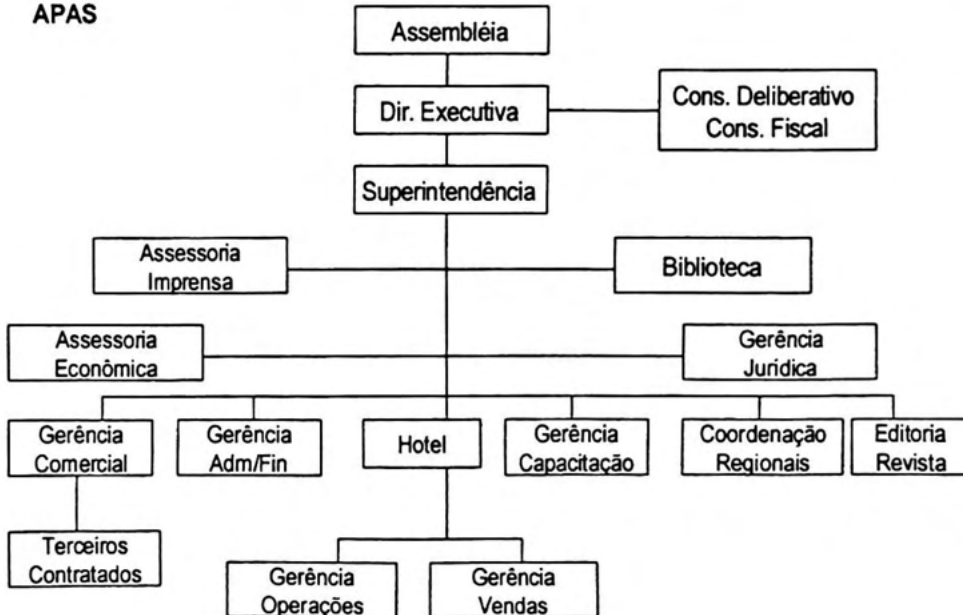 APAS
Assembléia
Dir. Executiva
Cons. Deliberativo
Cons. Fiscal
Superintendência
Assessoria
Imprensa
Biblioteca
Assessoria
Econômica
Gerência
Juridica
Gerência
Comercial
Gerência
Adm/Fin
Hotel
Gerência
Capacitação
Coordenação
Regionais
Editoria
Revista
Terceiros
Contratados
Gerência
Operações
Gerência
Vendas